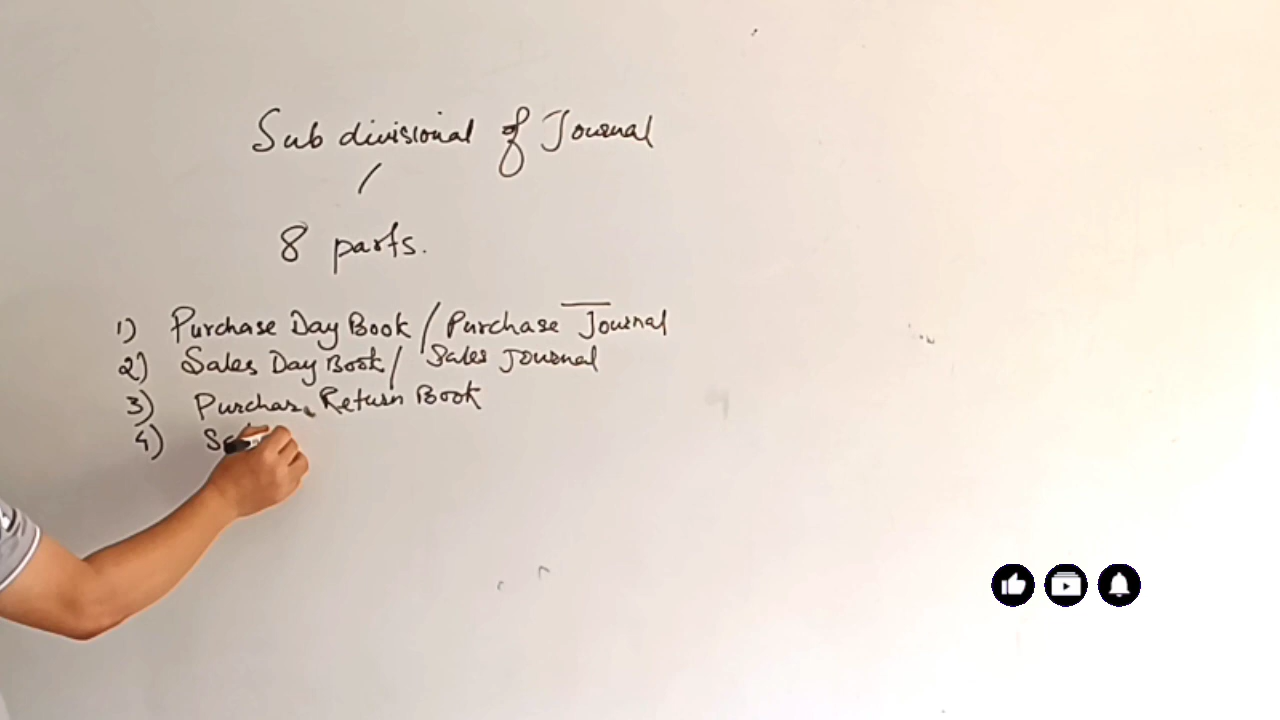 Sub divisional of Journal
8 parts.
1) Purchase Day Book / Purchase Journal
2) Sales Day Book / Sales Journal
3) Purchas Return Book
4)